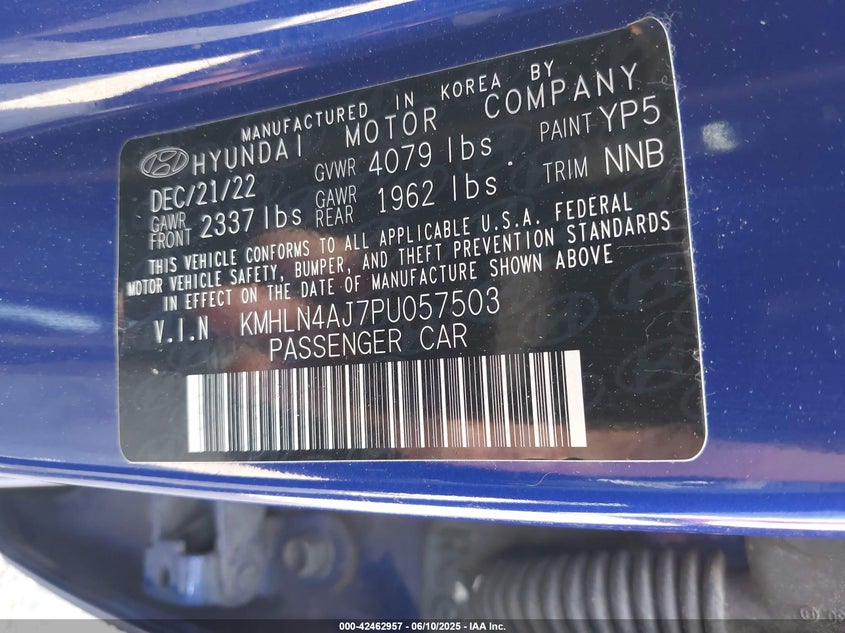 MANUFACTURED IN KOREA BY
HYUNDAI MOTOR COMPANY
DEC/21/22 GVWR 4079 lbs. PAINT YP5
GAWR FRONT 2337 lbs GAWR REAR 1962 lbs TRIM NNB
THIS VEHICLE CONFORMS TO ALL APPLICABLE U.S.A. FEDERAL
MOTOR VEHICLE SAFETY, BUMPER, AND THEFT PREVENTION STANDARDS
IN EFFECT ON THE DATE OF MANUFACTURE SHOWN ABOVE
V.I.N KMHLN4AJ7PU057503
PASSENGER CAR
000-42462957 - 06/10/2025 - IAA Inc.